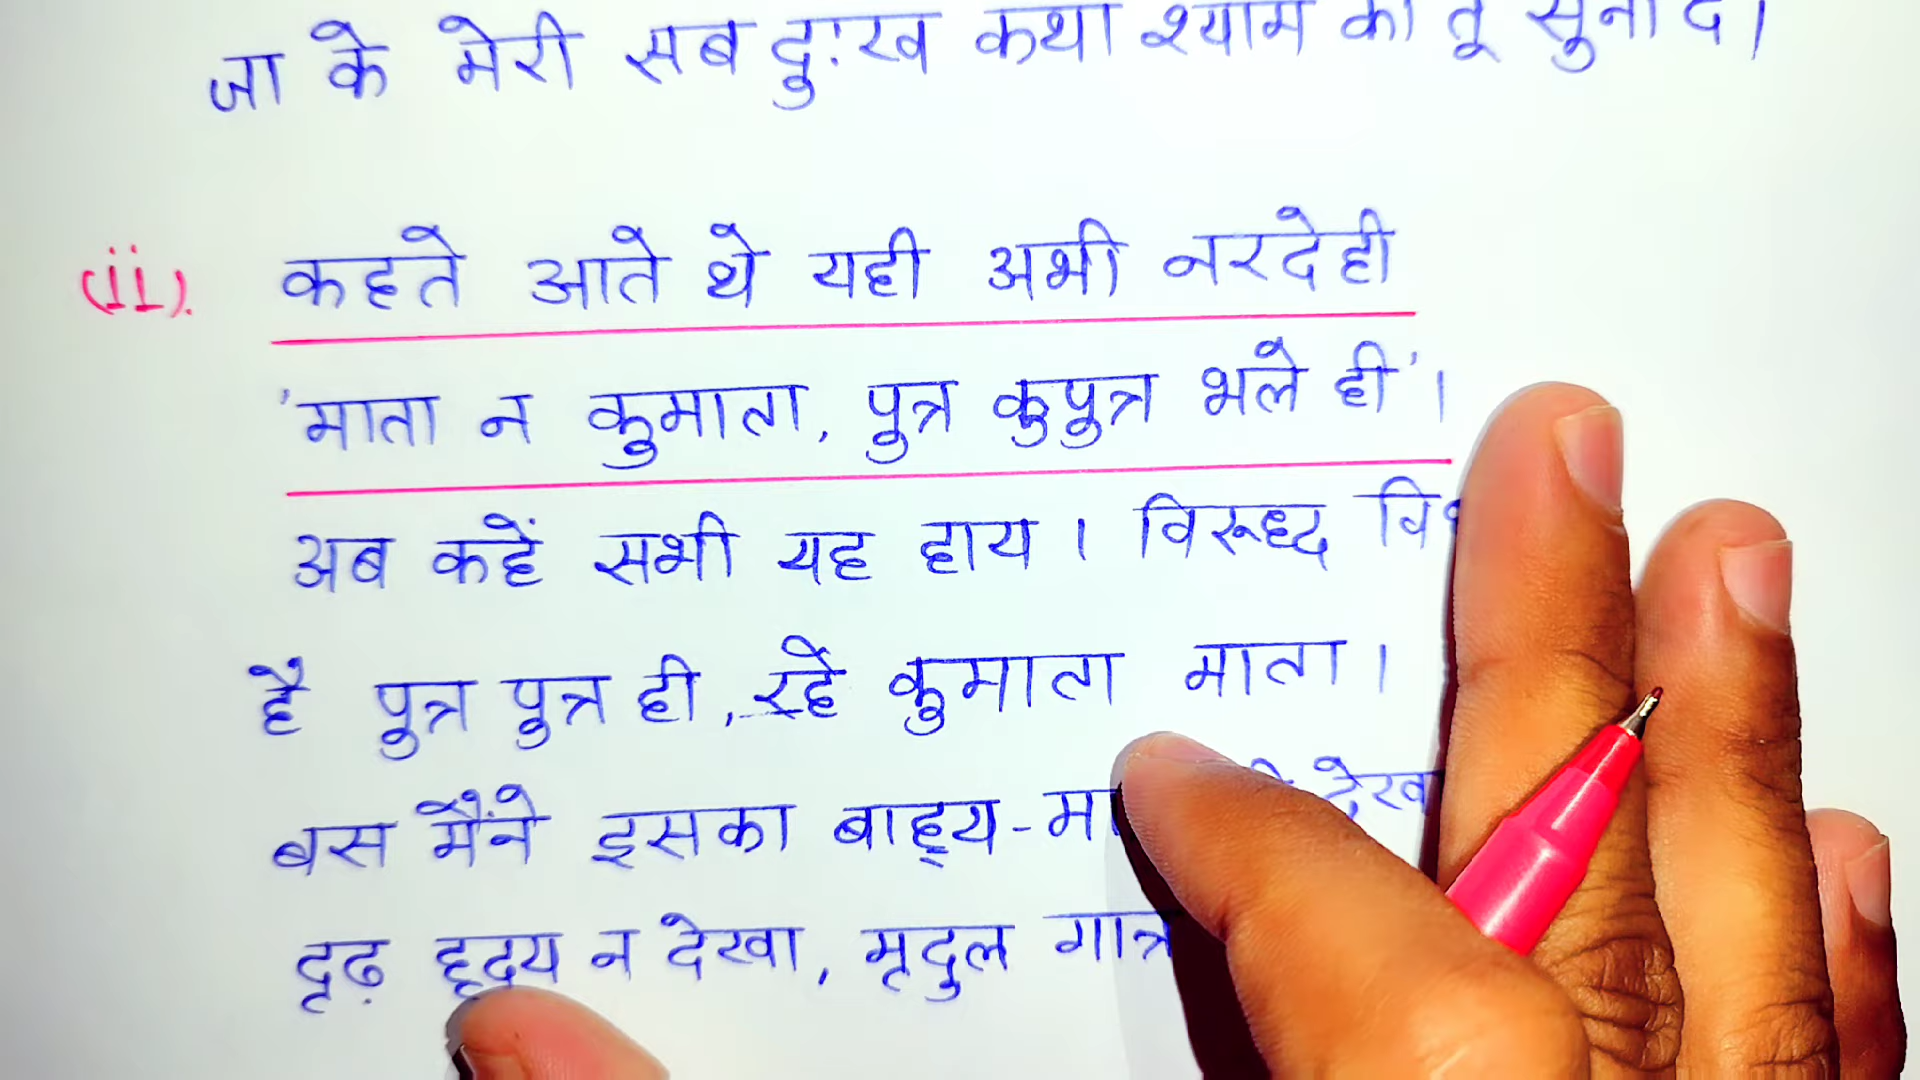 जा के मेरी सब दुःख कथा श्याम को तू सुना दे।
(ii). कहते आते थे यही अभी नरदेही
'माता न कुमाता, पुत्र कुपुत्र भले ही'।
अब कहें सभी यह हाय। विरूध्द
है पुत्र पुत्र ही, रहे कुमाता माता।
बस मैंने इसका बाह्य-
दृढ़ हृदय न देखा, मृदुल गात्र